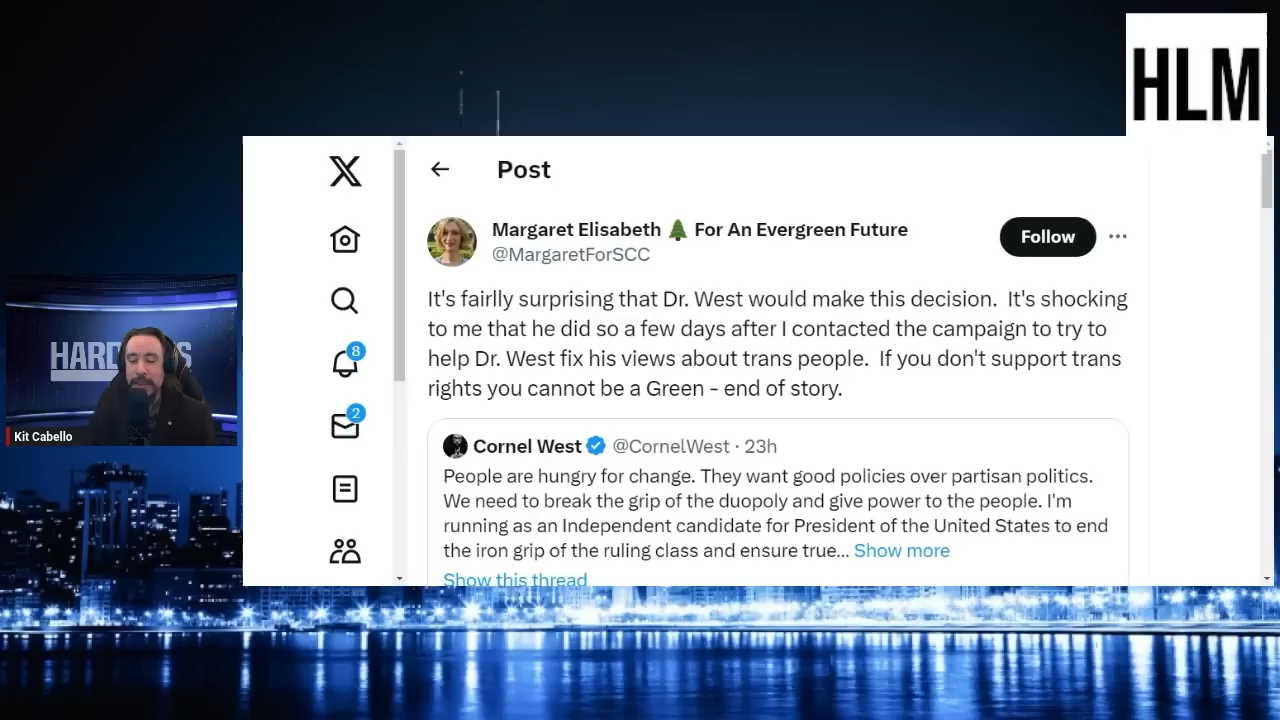 HLM
Post
Margaret Elisabeth 🌲 For An Evergreen Future
@MargaretForSCC
Follow
It's fairlly surprising that Dr. West would make this decision. It's shocking
to me that he did so a few days after I contacted the campaign to try to
help Dr. West fix his views about trans people. If you don't support trans
rights you cannot be a Green - end of story.
Cornel West @CornelWest · 23h
People are hungry for change. They want good policies over partisan politics.
We need to break the grip of the duopoly and give power to the people. I'm
running as an Independent candidate for President of the United States to end
the iron grip of the ruling class and ensure true... Show more
Show this thread
8
2
Kit Cabello